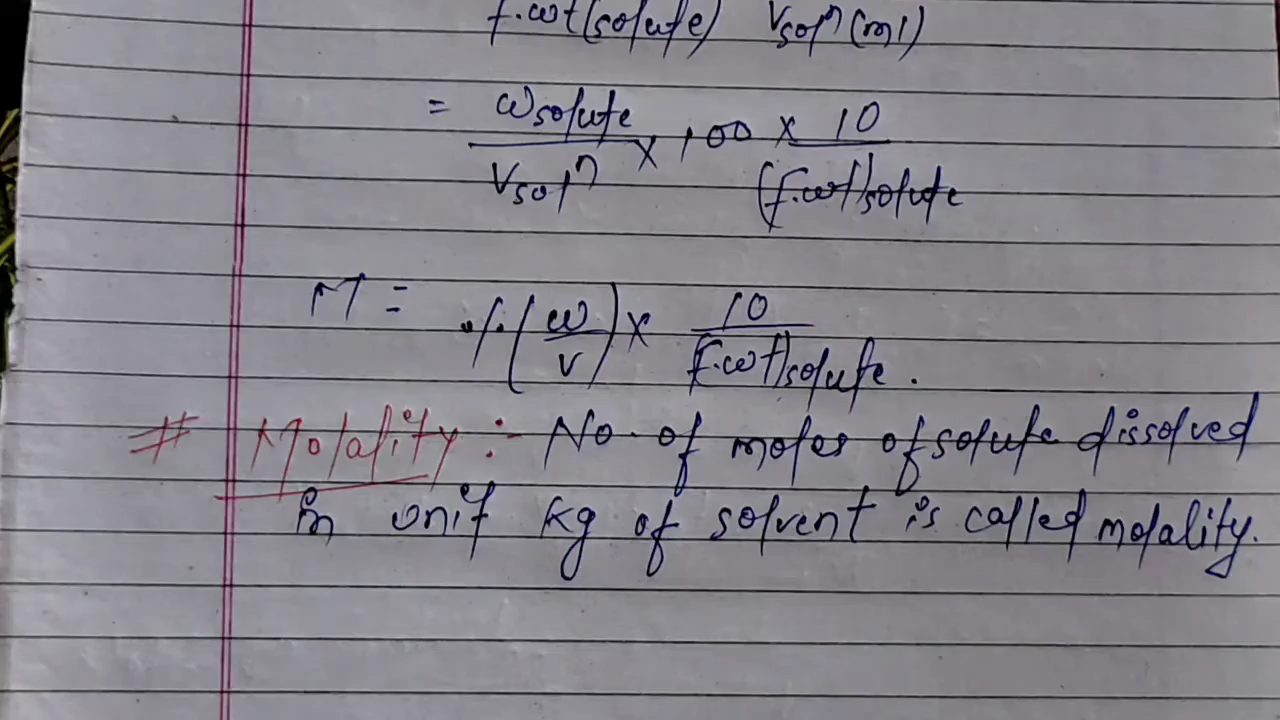 f.wt(solute) Vsolⁿ(ml)
= Wsolute / Vsolⁿ × 100 × 10 / (f.wt)solute
M = %(w/v) × 10 / (F.wt)solute.
# Molality :- No. of moles of solute dissolved
in unit kg of solvent is called molality.